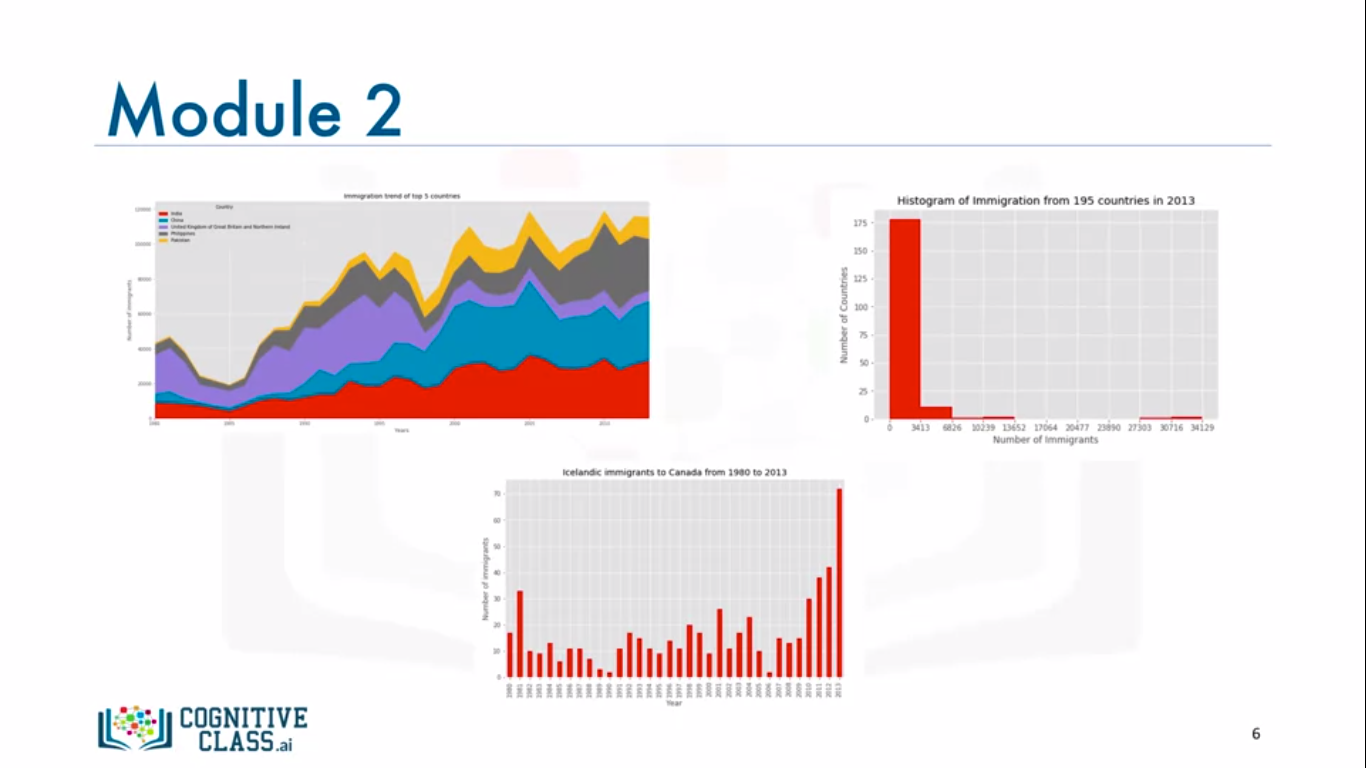 Module 2
Immigration trend of top 5 countries
Country
India
China
United Kingdom of Great Britain and Northern Ireland
Philippines
Pakistan
120000
100000
80000
60000
40000
20000
0
Number of Immigrants
1980
1985
1990
1995
2000
2005
2010
Years
Histogram of Immigration from 195 countries in 2013
175
150
125
100
75
50
25
0
Number of Countries
0 3413 6826 10239 13652 17064 20477 23890 27303 30716 34129
Number of Immigrants
Icelandic immigrants to Canada from 1980 to 2013
70
60
50
40
30
20
10
0
Number of immigrants
1980 1981 1982 1983 1984 1985 1986 1987 1988 1989 1990 1991 1992 1993 1994 1995 1996 1997 1998 1999 2000 2001 2002 2003 2004 2005 2006 2007 2008 2009 2010 2011 2012 2013
Year
COGNITIVE
CLASS.ai
6